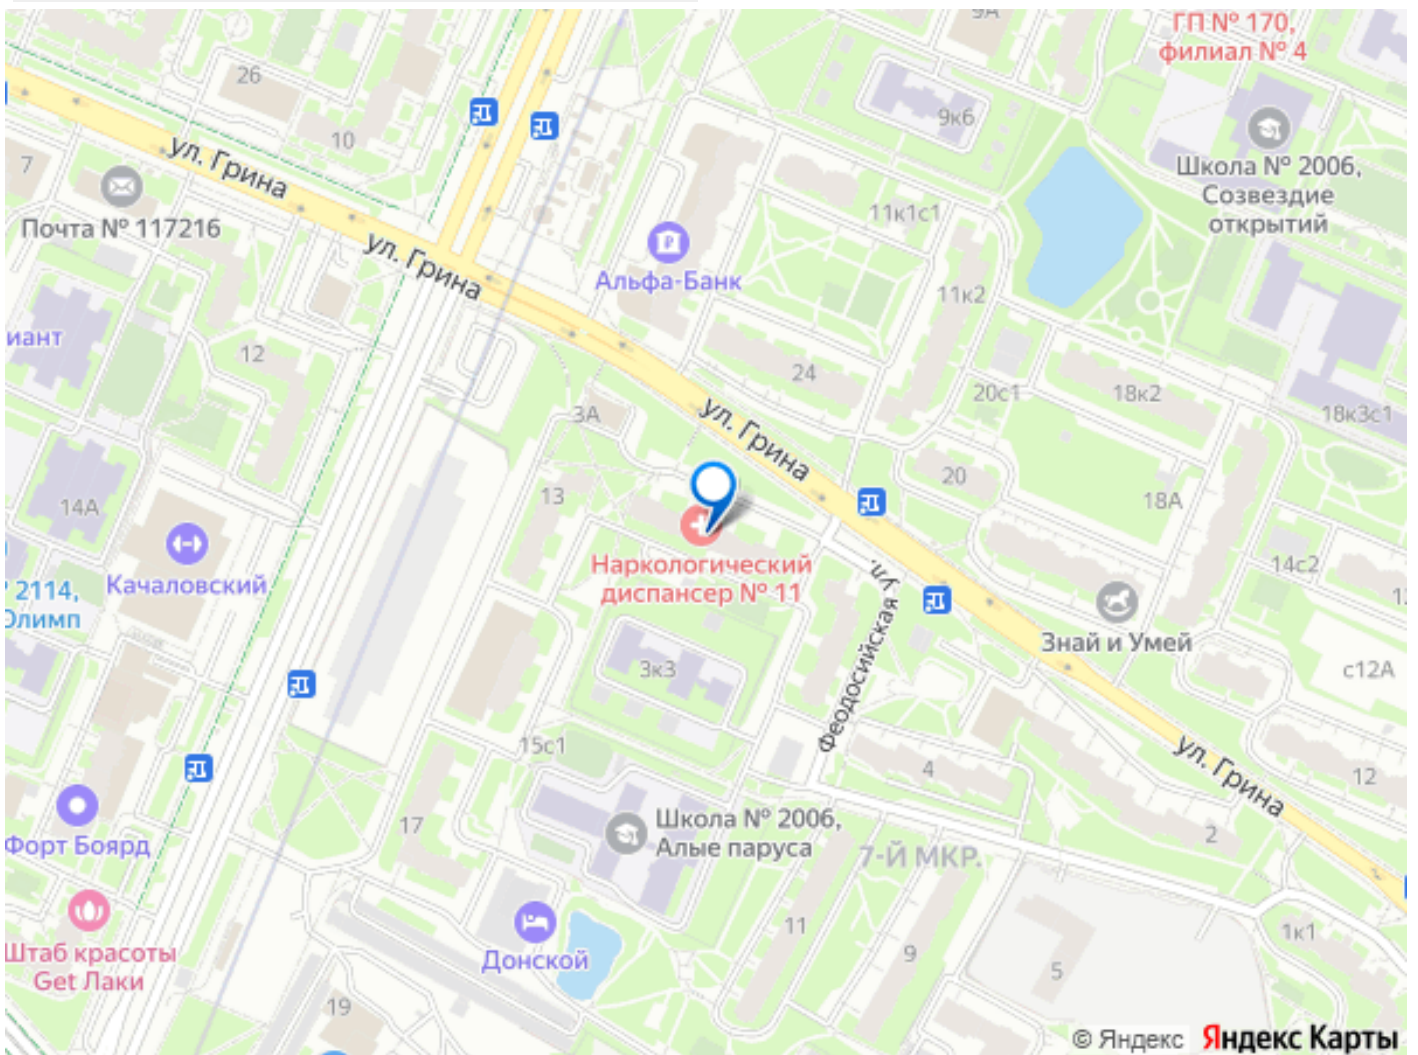 9А
ГП № 170,
филиал № 4
26
9к6
10
Школа № 2006,
Созвездие
открытий
7
ул. Грина
Почта № 117216
11к1с1
ул. Грина
Альфа-Банк
11к2
иант
12
24
20с1
18к2
3А
ул. Грина
18к3с1
20
13
18А
14А
Наркологический
диспансер № 11
14с2
Качаловский
2114,
Олимп
Феодосийская ул.
Знай и Умей
3к3
с12А
15с1
4
ул. Грина
12
17
Школа № 2006,
Алые паруса
2
Форт Боярд
7-Й МКР.
11
1к1
Штаб красоты
Get Лаки
Донской
9
5
19
© Яндекс Яндекс Карты